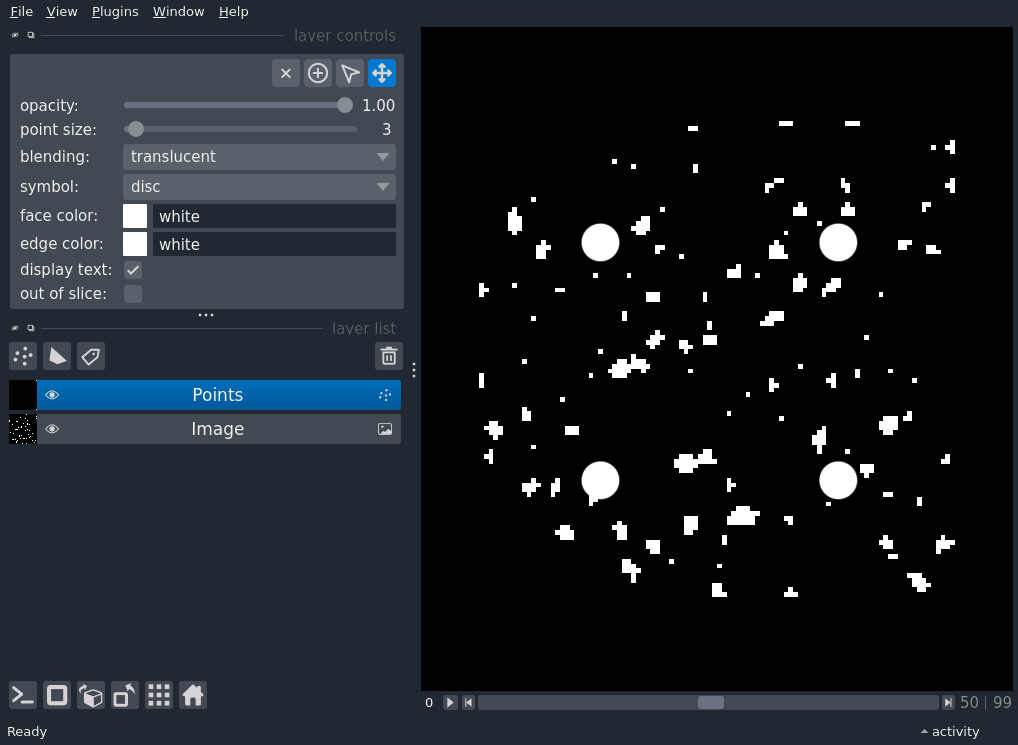 File View Plugins Window Help
layer controls
opacity: 1.00
point size: 3
blending: translucent
symbol: disc
face color: white
edge color: white
display text:
out of slice:
layer list
Points
Image
0 50 | 99
Ready activity